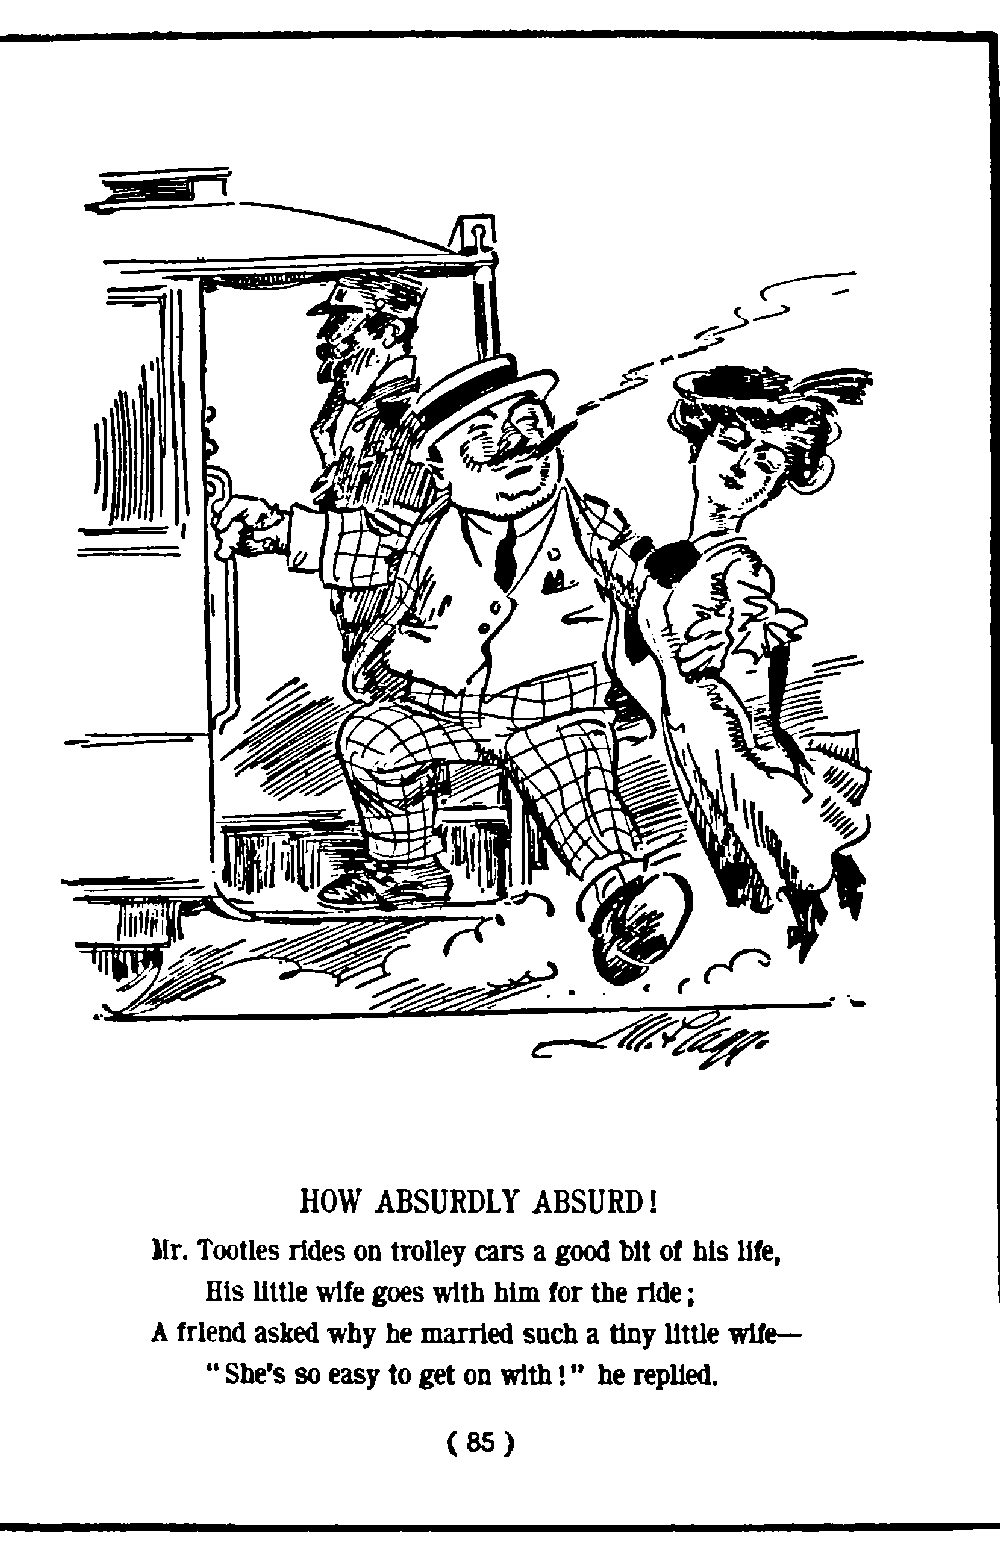 HOW ABSURDLY ABSURD!
Mr. Tootles rides on trolley cars a good bit of his life,
His little wife goes with him for the ride;
A friend asked why he married such a tiny little wife—
"She's so easy to get on with!" he replied.
( 85 )